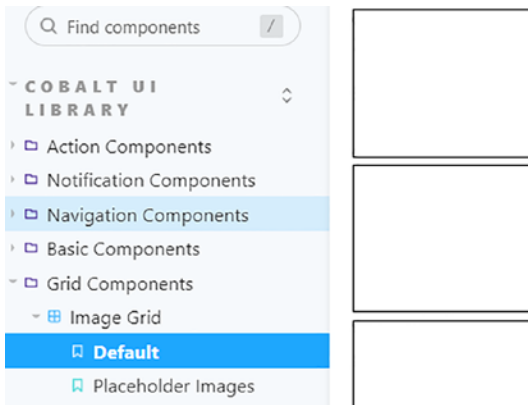 Find components /
COBALT UI
LIBRARY
Action Components
Notification Components
Navigation Components
Basic Components
Grid Components
Image Grid
Default
Placeholder Images